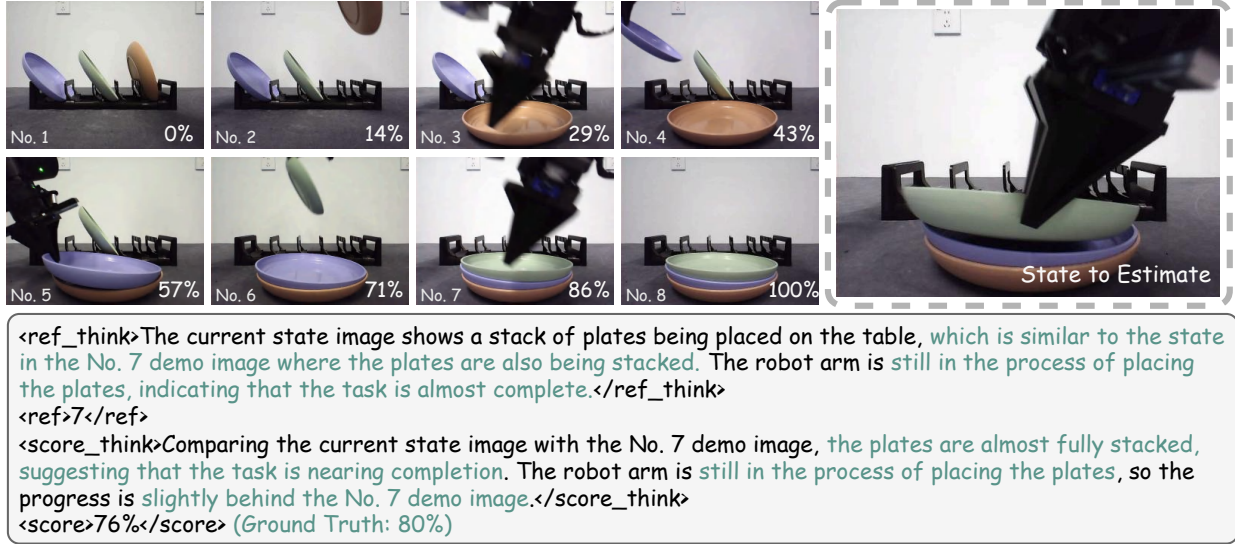 No. 1
0%
No. 2
14%
No. 3
29%
No. 4
43%
No. 5
57%
No. 6
71%
No. 7
86%
No. 8
100%
State to Estimate
<ref_think>The current state image shows a stack of plates being placed on the table, which is similar to the state
in the No. 7 demo image where the plates are also being stacked. The robot arm is still in the process of placing
the plates, indicating that the task is almost complete.</ref_think>
<ref>7</ref>
<score_think>Comparing the current state image with the No. 7 demo image, the plates are almost fully stacked,
suggesting that the task is nearing completion. The robot arm is still in the process of placing the plates, so the
progress is slightly behind the No. 7 demo image.</score_think>
<score>76%</score> (Ground Truth: 80%)